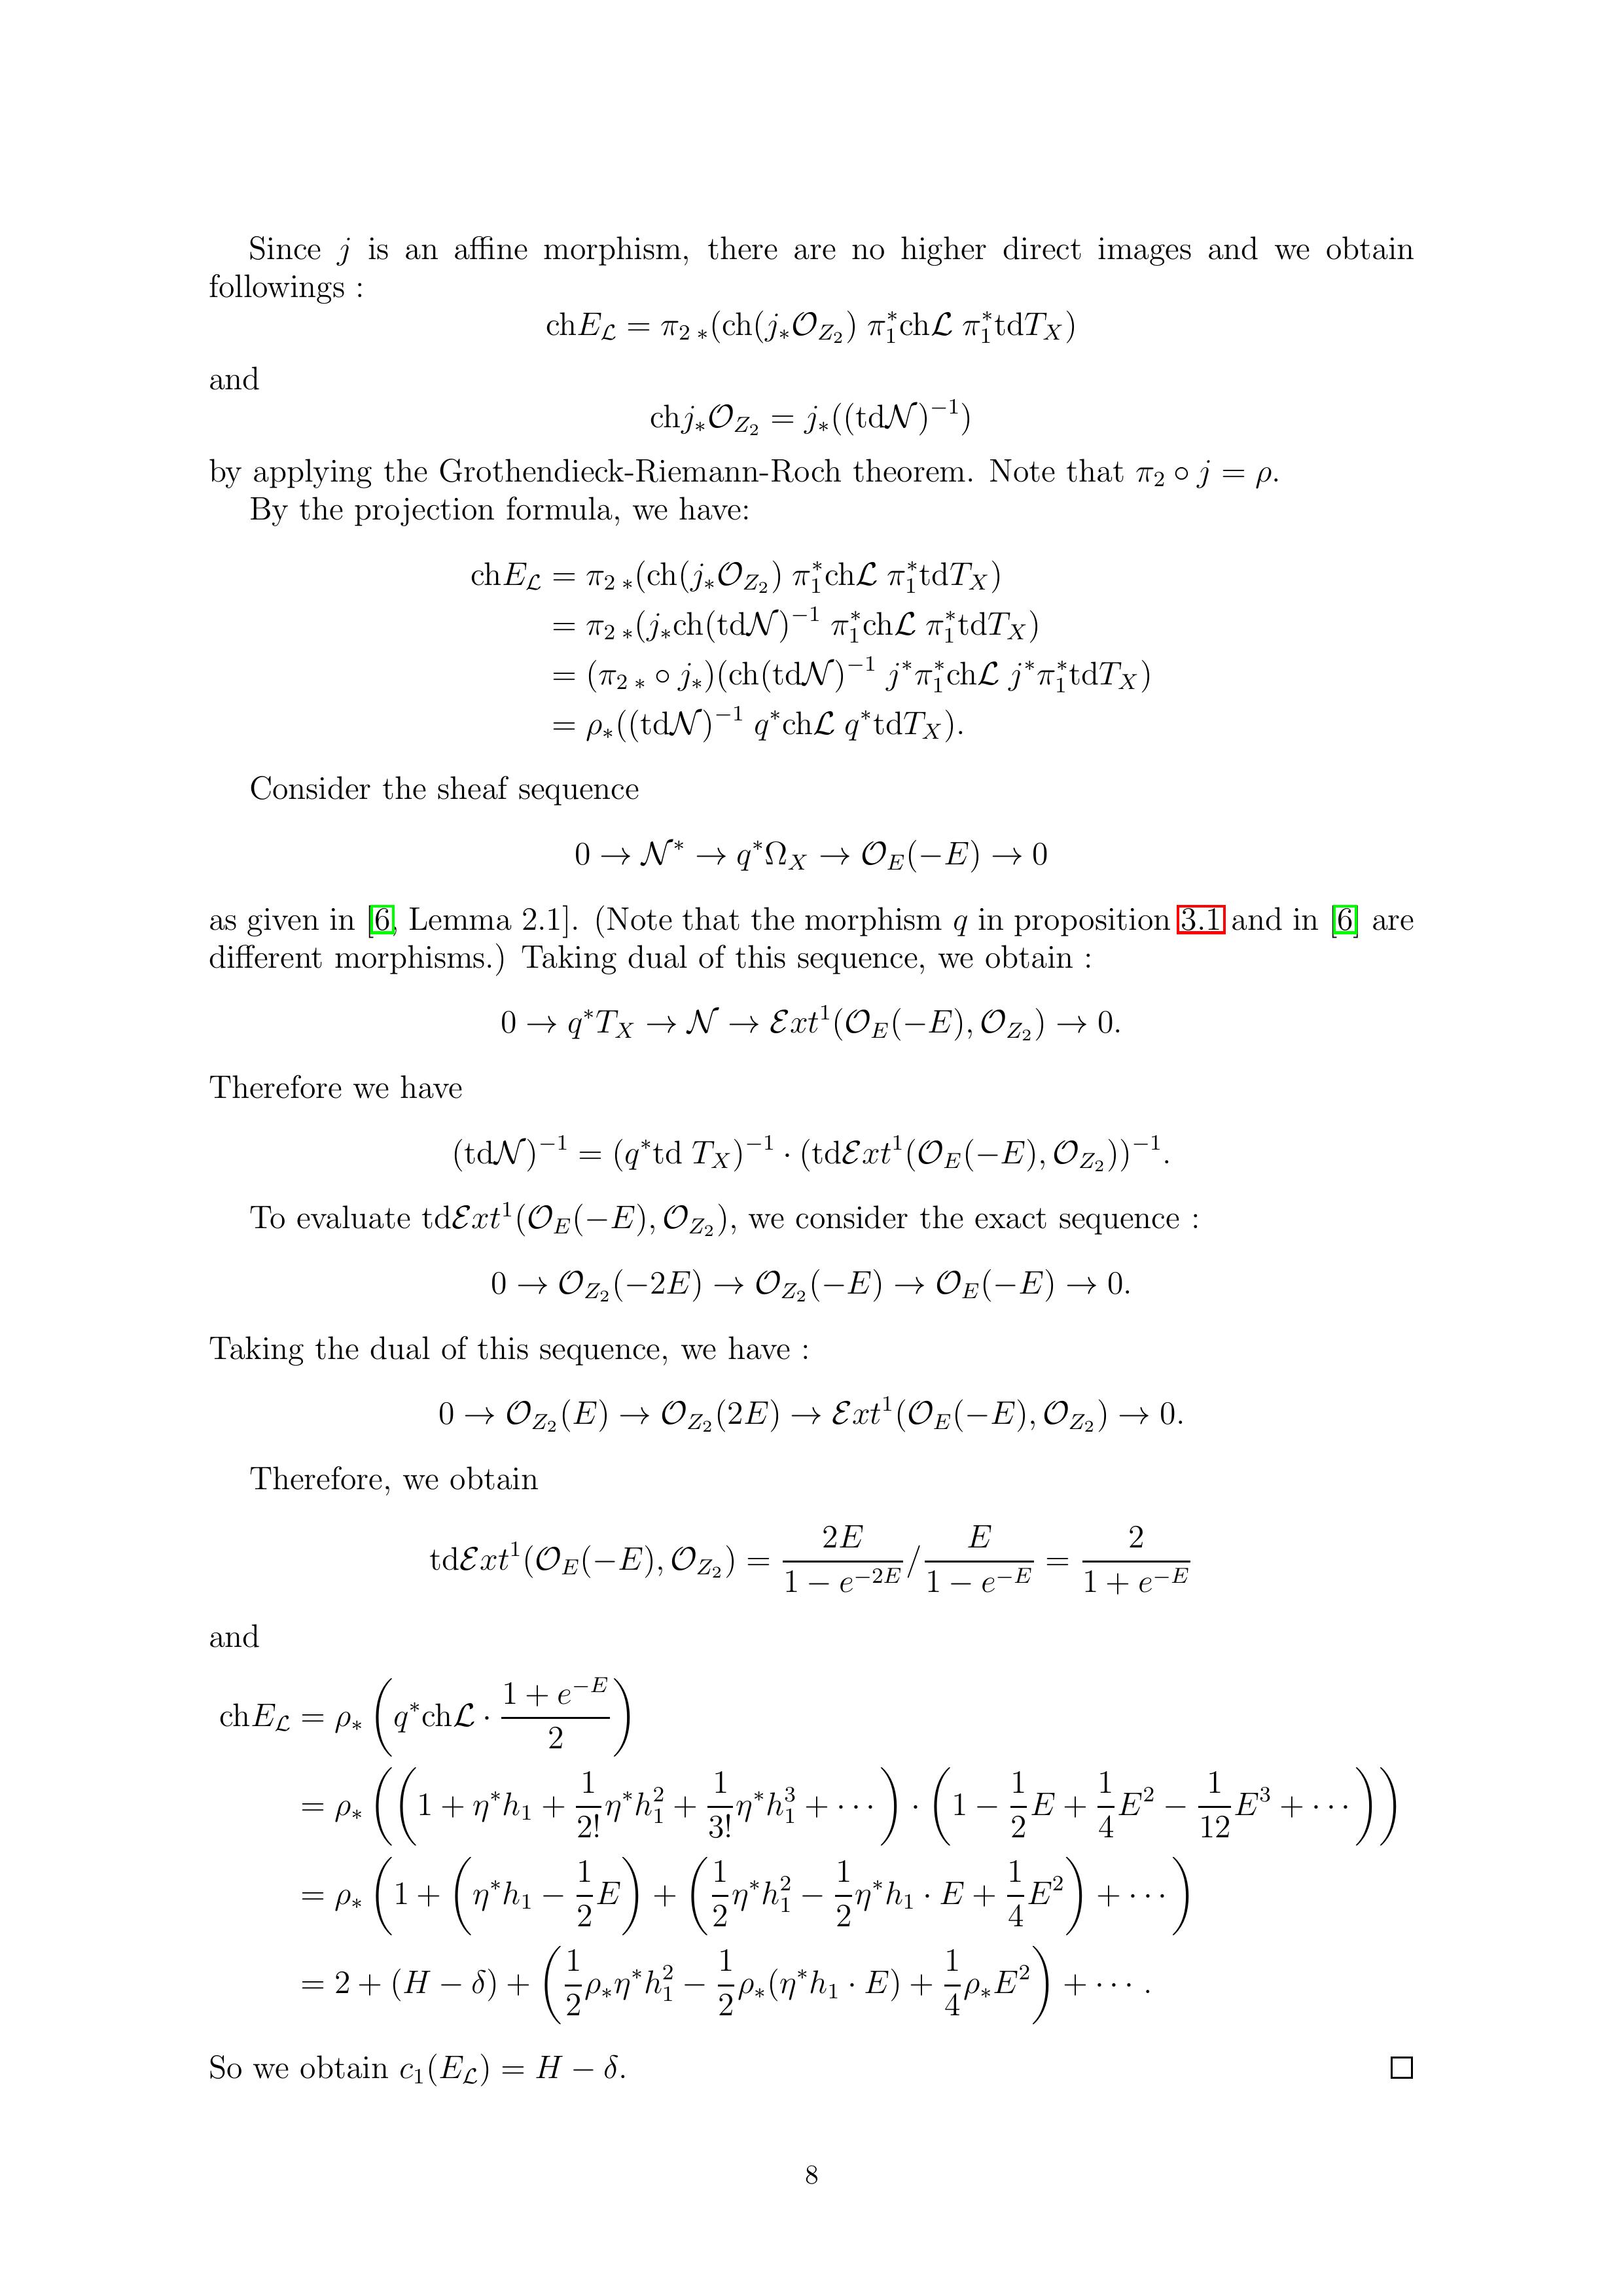 Since $j$ is an affine morphism, there are no higher direct images and we obtain
followings :
$$\mathrm{ch}E_{\mathcal{L}} = \pi_{2\,*}(\mathrm{ch}(j_*\mathcal{O}_{Z_2})\ \pi_1^*\mathrm{ch}\mathcal{L}\ \pi_1^*\mathrm{td}T_X)$$
and
$$\mathrm{ch}j_*\mathcal{O}_{Z_2} = j_*((\mathrm{td}\mathcal{N})^{-1})$$
by applying the Grothendieck-Riemann-Roch theorem. Note that $\pi_2 \circ j = \rho$.
By the projection formula, we have:
$$\mathrm{ch}E_{\mathcal{L}} = \pi_{2\,*}(\mathrm{ch}(j_*\mathcal{O}_{Z_2})\ \pi_1^*\mathrm{ch}\mathcal{L}\ \pi_1^*\mathrm{td}T_X)$$
$$= \pi_{2\,*}(j_*\mathrm{ch}(\mathrm{td}\mathcal{N})^{-1}\ \pi_1^*\mathrm{ch}\mathcal{L}\ \pi_1^*\mathrm{td}T_X)$$
$$= (\pi_{2\,*} \circ j_*)(\mathrm{ch}(\mathrm{td}\mathcal{N})^{-1}\ j^*\pi_1^*\mathrm{ch}\mathcal{L}\ j^*\pi_1^*\mathrm{td}T_X)$$
$$= \rho_*((\mathrm{td}\mathcal{N})^{-1}\ q^*\mathrm{ch}\mathcal{L}\ q^*\mathrm{td}T_X).$$
Consider the sheaf sequence
$$0 \to \mathcal{N}^* \to q^*\Omega_X \to \mathcal{O}_E(-E) \to 0$$
as given in [6, Lemma 2.1]. (Note that the morphism $q$ in proposition 3.1 and in [6] are
different morphisms.) Taking dual of this sequence, we obtain :
$$0 \to q^*T_X \to \mathcal{N} \to \mathcal{E}xt^1(\mathcal{O}_E(-E), \mathcal{O}_{Z_2}) \to 0.$$
Therefore we have
$$(\mathrm{td}\mathcal{N})^{-1} = (q^*\mathrm{td}\ T_X)^{-1} \cdot (\mathrm{td}\mathcal{E}xt^1(\mathcal{O}_E(-E), \mathcal{O}_{Z_2}))^{-1}.$$
To evaluate $\mathrm{td}\mathcal{E}xt^1(\mathcal{O}_E(-E), \mathcal{O}_{Z_2})$, we consider the exact sequence :
$$0 \to \mathcal{O}_{Z_2}(-2E) \to \mathcal{O}_{Z_2}(-E) \to \mathcal{O}_E(-E) \to 0.$$
Taking the dual of this sequence, we have :
$$0 \to \mathcal{O}_{Z_2}(E) \to \mathcal{O}_{Z_2}(2E) \to \mathcal{E}xt^1(\mathcal{O}_E(-E), \mathcal{O}_{Z_2}) \to 0.$$
Therefore, we obtain
$$\mathrm{td}\mathcal{E}xt^1(\mathcal{O}_E(-E), \mathcal{O}_{Z_2}) = \frac{2E}{1 - e^{-2E}} / \frac{E}{1 - e^{-E}} = \frac{2}{1 + e^{-E}}$$
and
$$\mathrm{ch}E_{\mathcal{L}} = \rho_*\left(q^*\mathrm{ch}\mathcal{L} \cdot \frac{1 + e^{-E}}{2}\right)$$
$$= \rho_*\left(\left(1 + \eta^*h_1 + \frac{1}{2!}\eta^*h_1^2 + \frac{1}{3!}\eta^*h_1^3 + \cdots\right) \cdot \left(1 - \frac{1}{2}E + \frac{1}{4}E^2 - \frac{1}{12}E^3 + \cdots\right)\right)$$
$$= \rho_*\left(1 + \left(\eta^*h_1 - \frac{1}{2}E\right) + \left(\frac{1}{2}\eta^*h_1^2 - \frac{1}{2}\eta^*h_1 \cdot E + \frac{1}{4}E^2\right) + \cdots\right)$$
$$= 2 + (H - \delta) + \left(\frac{1}{2}\rho_*\eta^*h_1^2 - \frac{1}{2}\rho_*(\eta^*h_1 \cdot E) + \frac{1}{4}\rho_*E^2\right) + \cdots.$$
So we obtain $c_1(E_{\mathcal{L}}) = H - \delta$. □
8